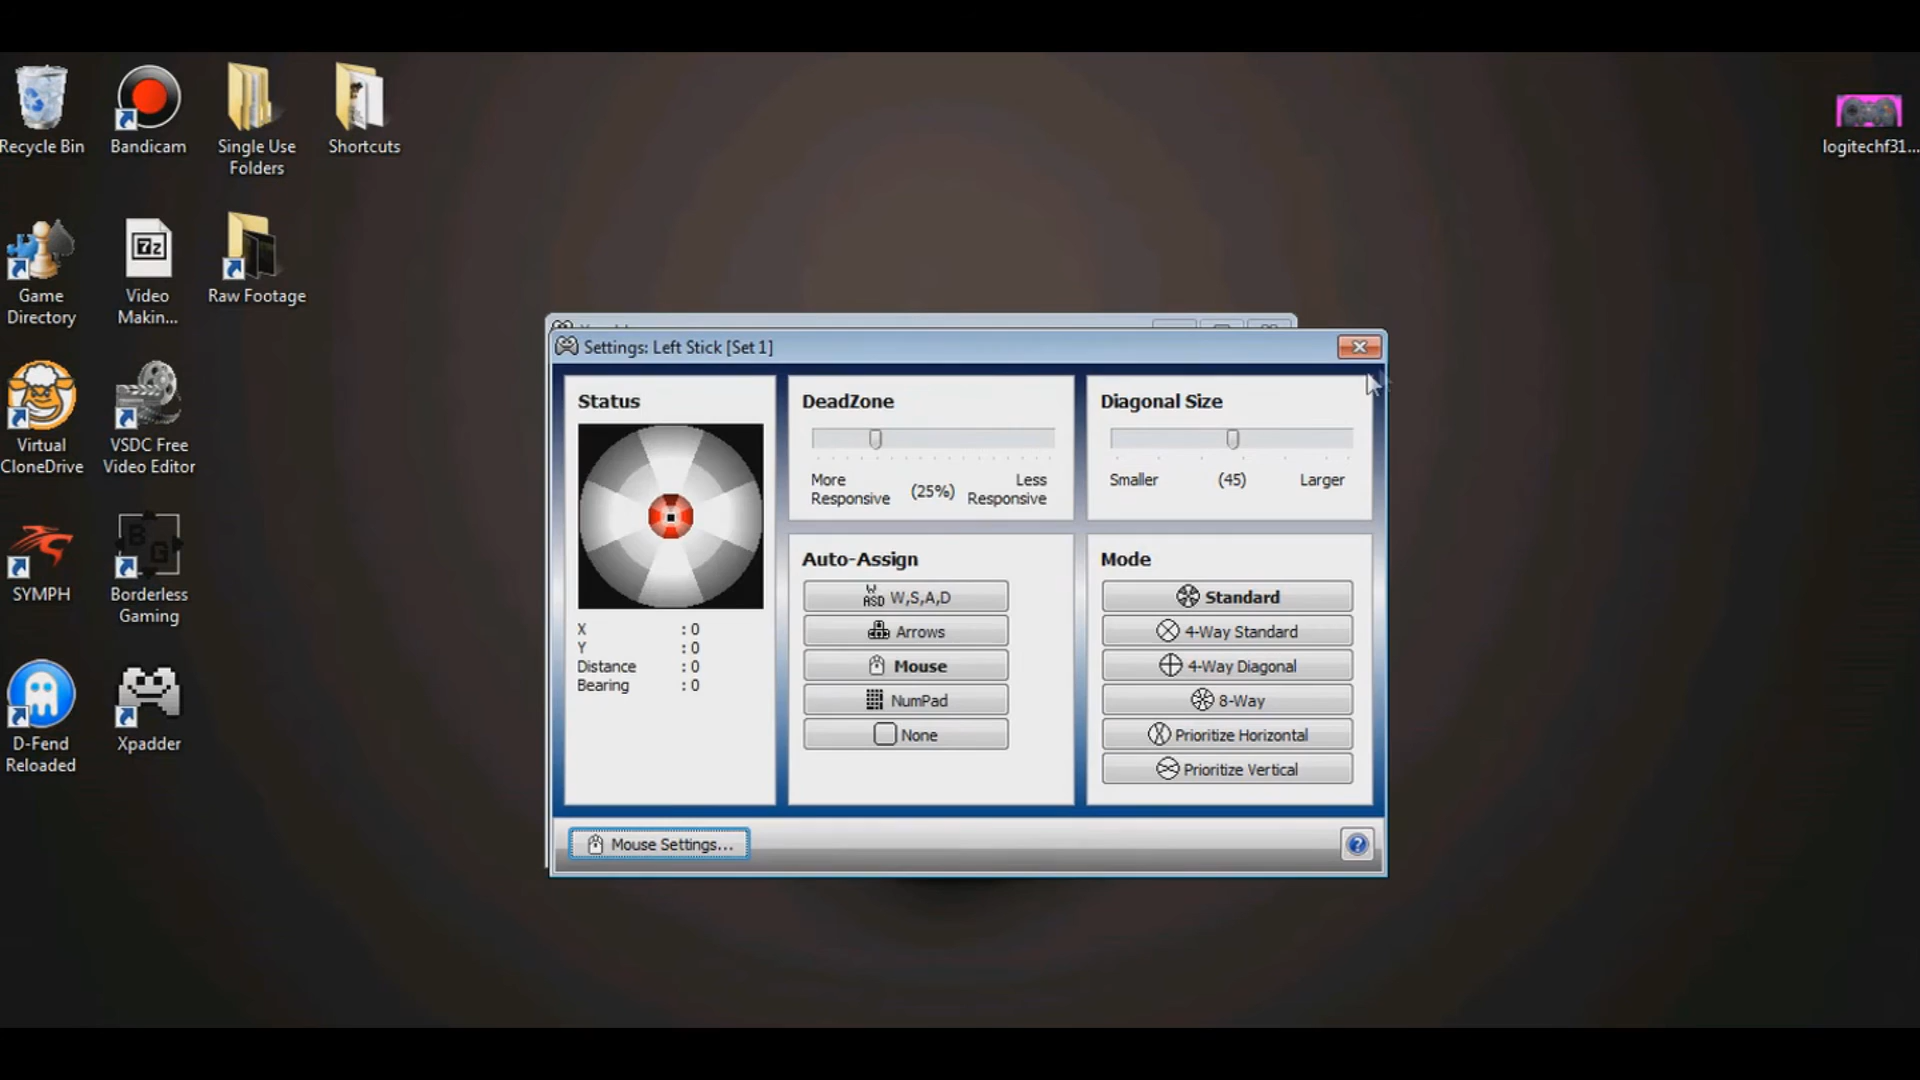 Recycle Bin
Bandicam
Single Use
Folders
Shortcuts
logitechf31...
Game
Directory
7z
Video
Makin...
Raw Footage
Virtual
CloneDrive
VSDC Free
Video Editor
SYMPH
B
G
Borderless
Gaming
D-Fend
Reloaded
Xpadder
Settings: Left Stick [Set 1]
Status
X : 0
Y : 0
Distance : 0
Bearing : 0
DeadZone
More
Responsive
(25%)
Less
Responsive
Diagonal Size
Smaller
(45)
Larger
Auto-Assign
W
ASD
W,S,A,D
Arrows
Mouse
NumPad
None
Mode
Standard
4-Way Standard
4-Way Diagonal
8-Way
Prioritize Horizontal
Prioritize Vertical
Mouse Settings...
?